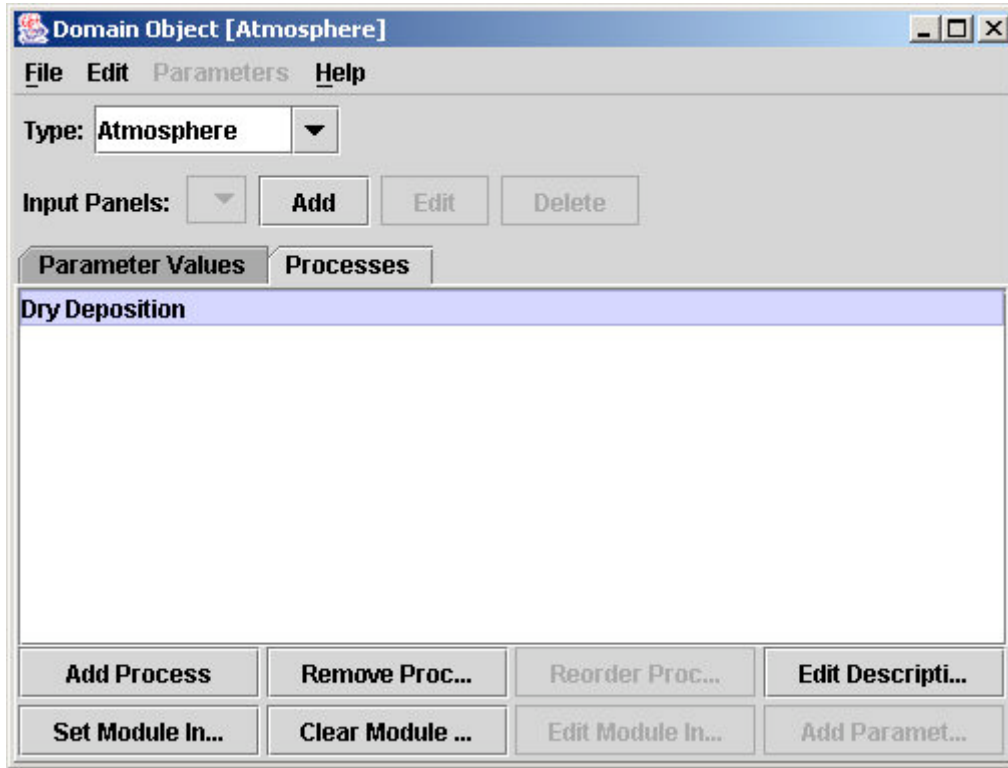 Domain Object [Atmosphere]
File Edit Parameters Help
Type: Atmosphere
Input Panels: Add Edit Delete
Parameter Values Processes
Dry Deposition
Add Process Remove Proc... Reorder Proc... Edit Descripti...
Set Module In... Clear Module ... Edit Module In... Add Paramet...